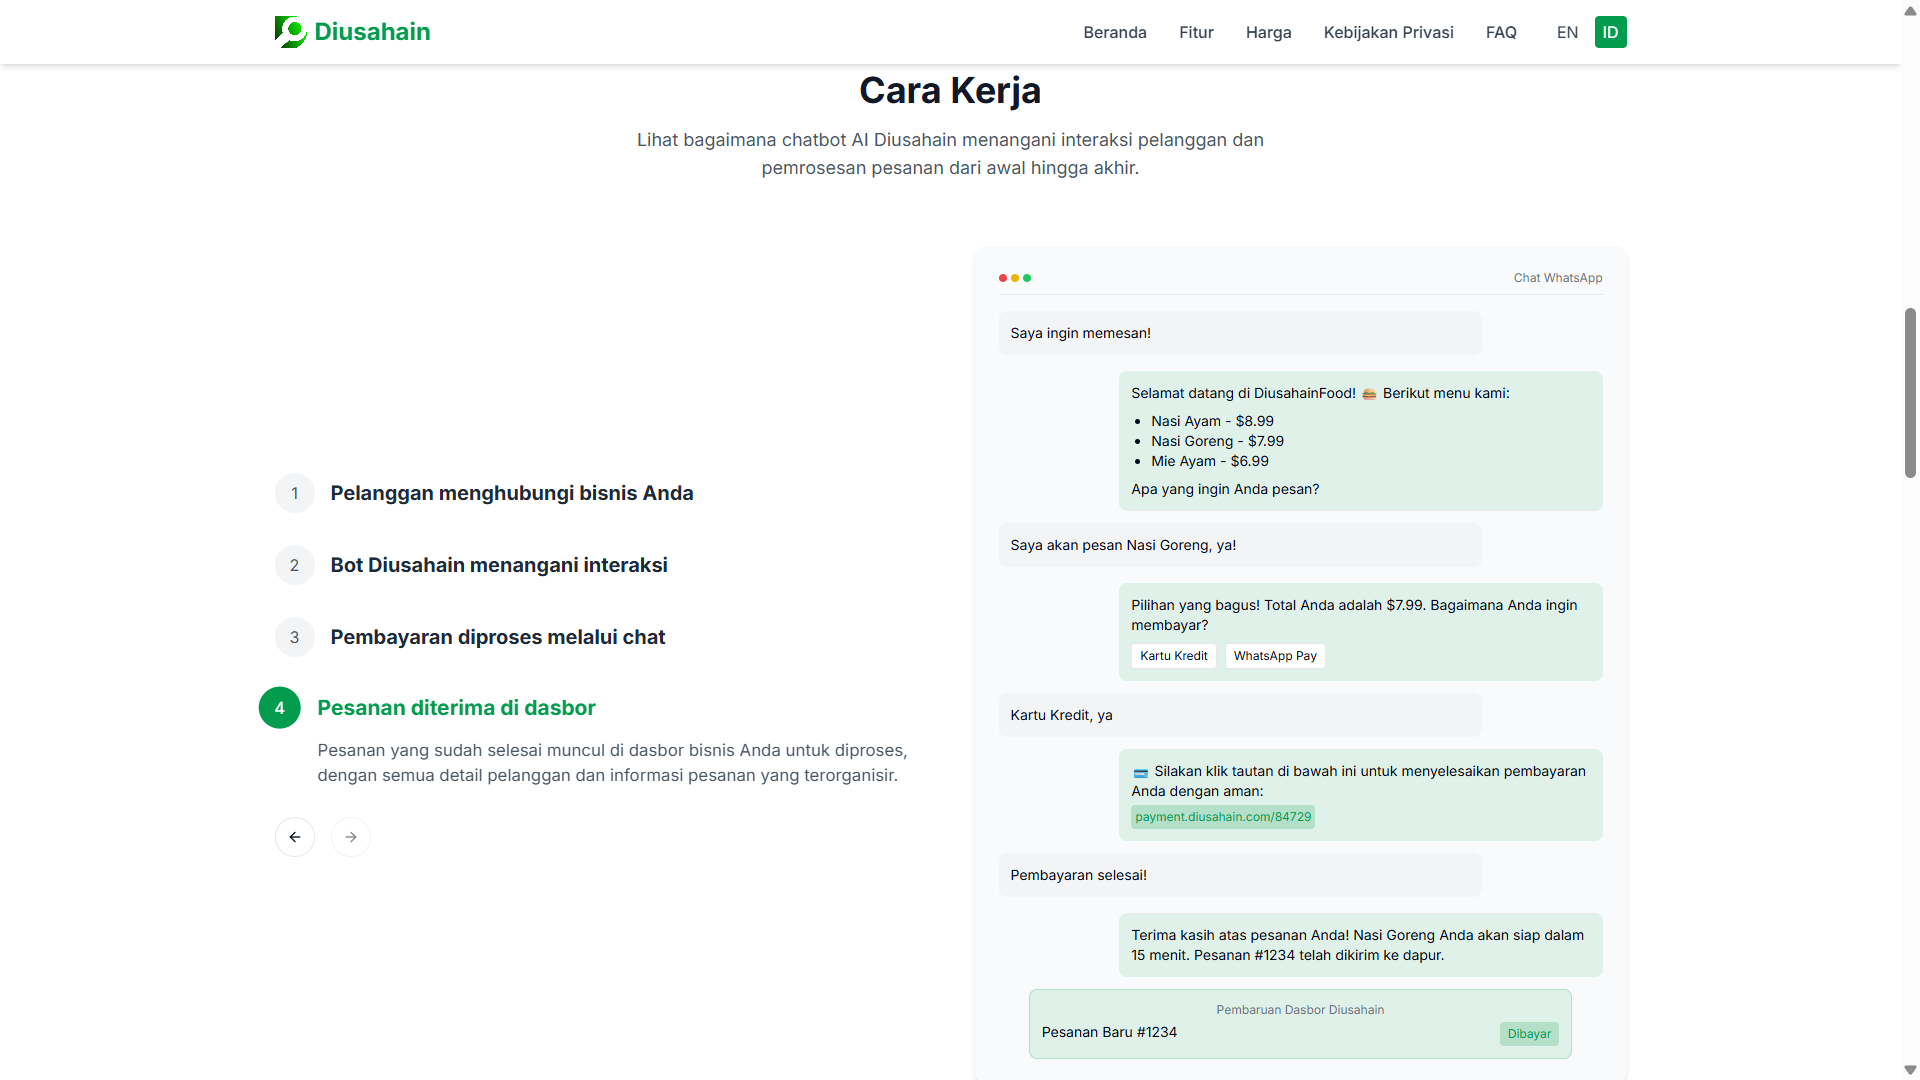 Diusahain
Beranda
Fitur
Harga
Kebijakan Privasi
FAQ
EN
ID
Cara Kerja
Lihat bagaimana chatbot AI Diusahain menangani interaksi pelanggan dan
pemrosesan pesanan dari awal hingga akhir.
1
Pelanggan menghubungi bisnis Anda
2
Bot Diusahain menangani interaksi
3
Pembayaran diproses melalui chat
4
Pesanan diterima di dasbor
Pesanan yang sudah selesai muncul di dasbor bisnis Anda untuk diproses,
dengan semua detail pelanggan dan informasi pesanan yang terorganisir.
Chat WhatsApp
Saya ingin memesan!
Selamat datang di DiusahainFood! 🍔 Berikut menu kami:
• Nasi Ayam - $8.99
• Nasi Goreng - $7.99
• Mie Ayam - $6.99
Apa yang ingin Anda pesan?
Saya akan pesan Nasi Goreng, ya!
Pilihan yang bagus! Total Anda adalah $7.99. Bagaimana Anda ingin
membayar?
Kartu Kredit
WhatsApp Pay
Kartu Kredit, ya
💳 Silakan klik tautan di bawah ini untuk menyelesaikan pembayaran
Anda dengan aman:
payment.diusahain.com/84729
Pembayaran selesai!
Terima kasih atas pesanan Anda! Nasi Goreng Anda akan siap dalam
15 menit. Pesanan #1234 telah dikirim ke dapur.
Pembaruan Dasbor Diusahain
Pesanan Baru #1234
Dibayar